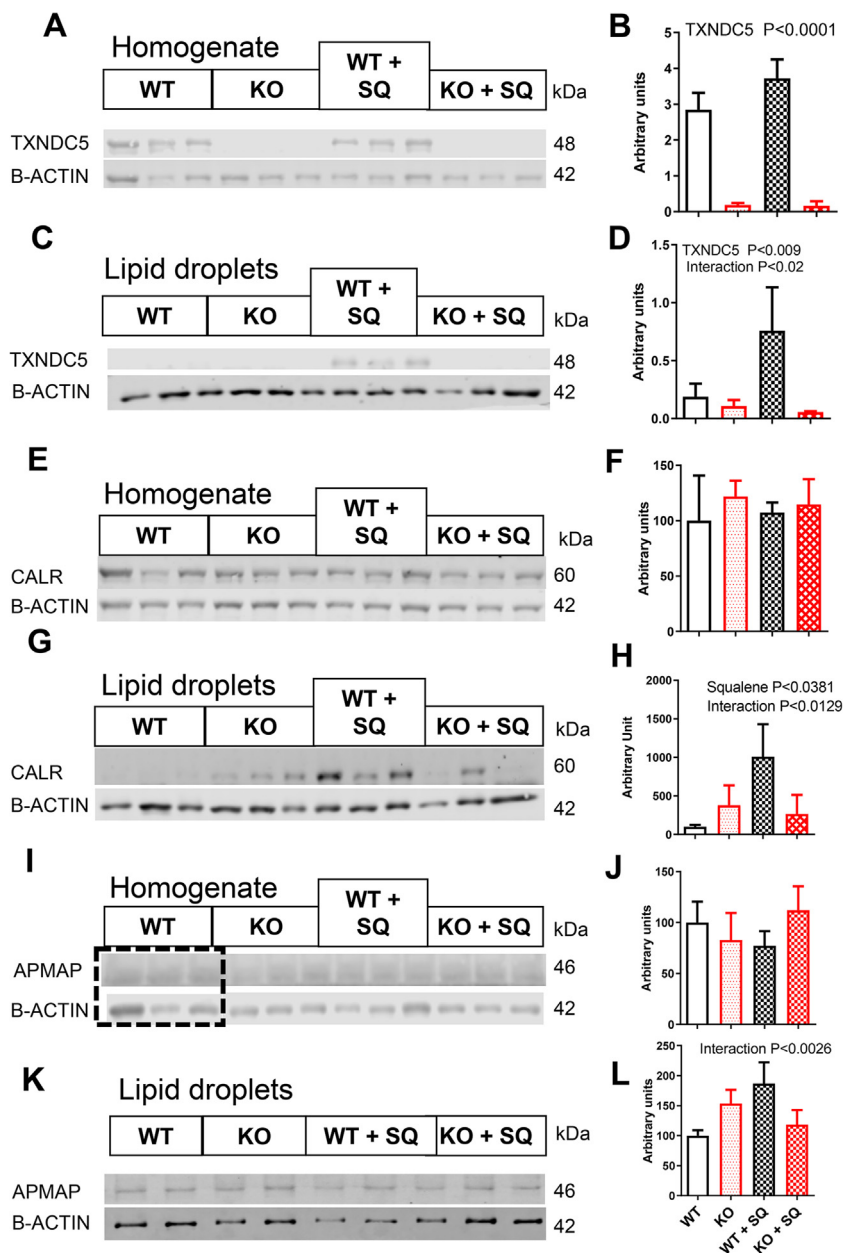 A
Homogenate
WT
KO
WT +
SQ
KO + SQ
kDa
TXNDC5
48
B-ACTIN
42
B
TXNDC5 P<0.0001
Arbitrary units
5
4
3
2
1
0
C
Lipid droplets
WT
KO
WT +
SQ
KO + SQ
kDa
TXNDC5
48
B-ACTIN
42
D
TXNDC5 P<0.009
Interaction P<0.02
Arbitrary units
1.5
1.0
0.5
0.0
E
Homogenate
WT
KO
WT +
SQ
KO + SQ
kDa
CALR
60
B-ACTIN
42
F
Arbitrary units
150
100
50
0
G
Lipid droplets
WT
KO
WT +
SQ
KO + SQ
kDa
CALR
60
B-ACTIN
42
H
Squalene P<0.0381
Interaction P<0.0129
Arbitrary Unit
2000
1500
1000
500
0
I
Homogenate
WT
KO
WT +
SQ
KO + SQ
kDa
APMAP
46
B-ACTIN
42
J
Arbitrary units
150
100
50
0
K
Lipid droplets
WT
KO
WT + SQ
KO + SQ
kDa
APMAP
46
B-ACTIN
42
L
Interaction P<0.0026
Arbitrary units
250
200
150
100
50
0
WT
KO
WT + SQ
KO + SQ